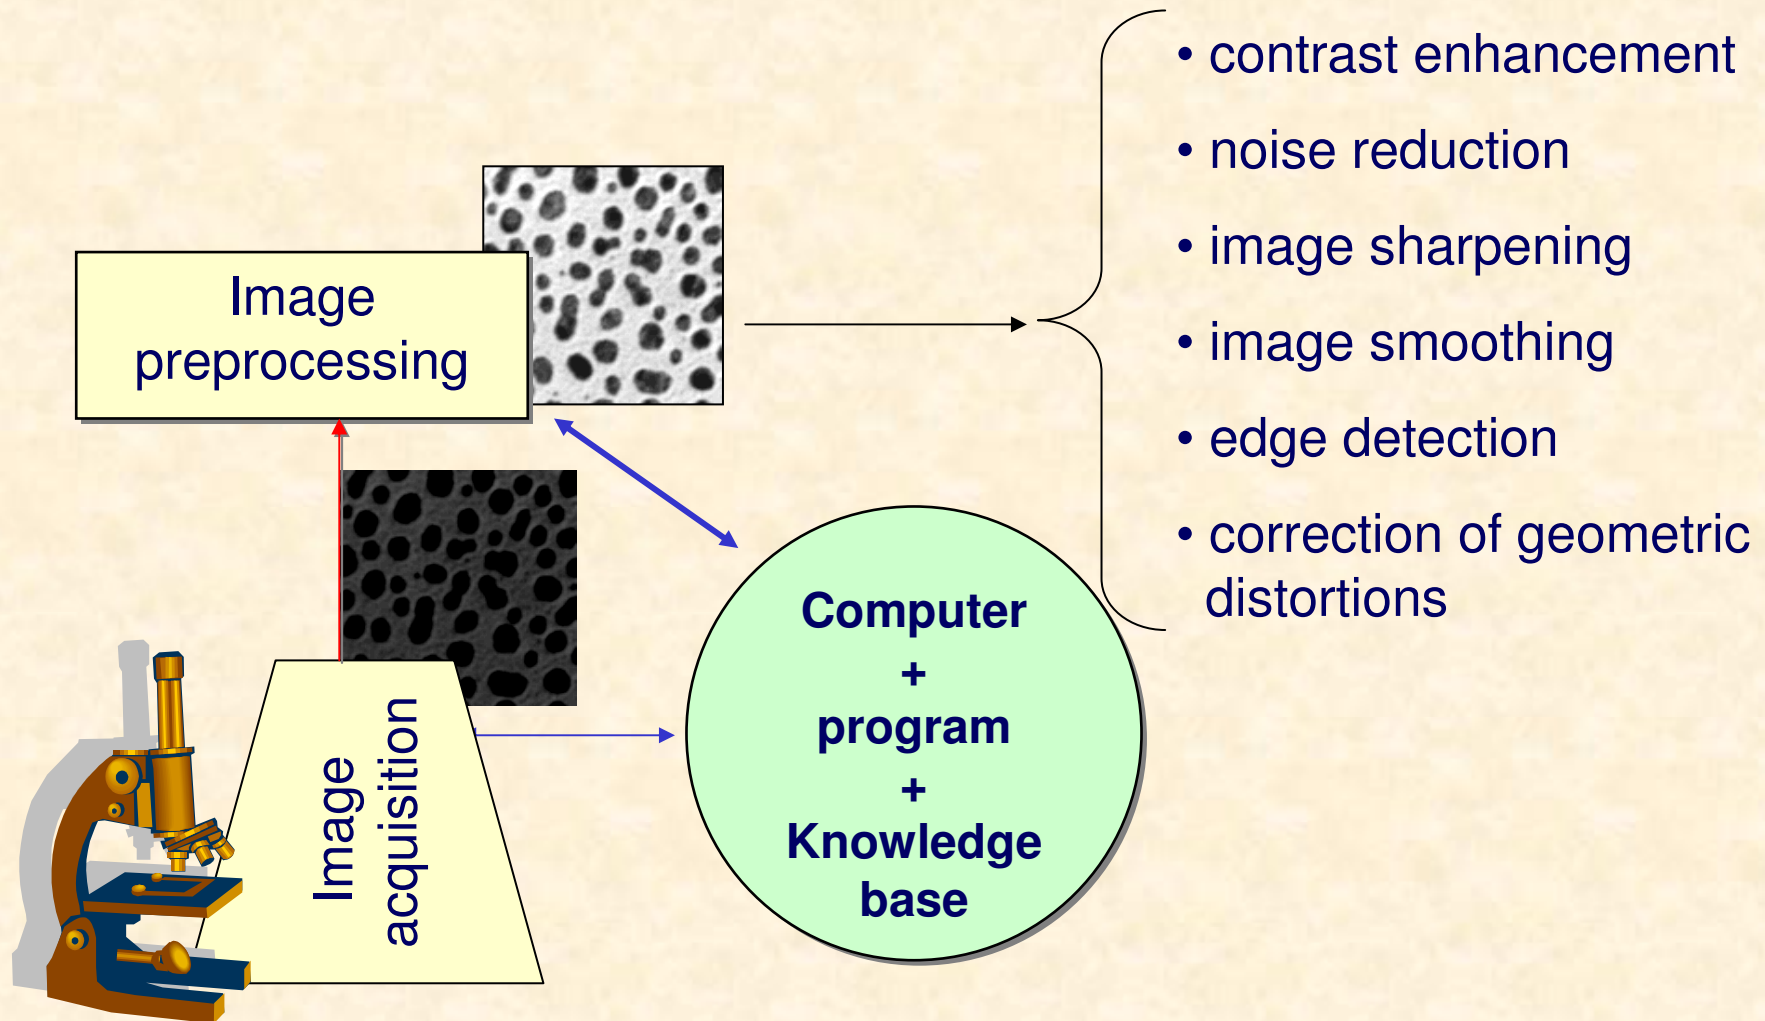 • contrast enhancement
• noise reduction
• image sharpening
• image smoothing
• edge detection
• correction of geometric
distortions
Image
preprocessing
Image
acquisition
Computer
+
program
+
Knowledge
base